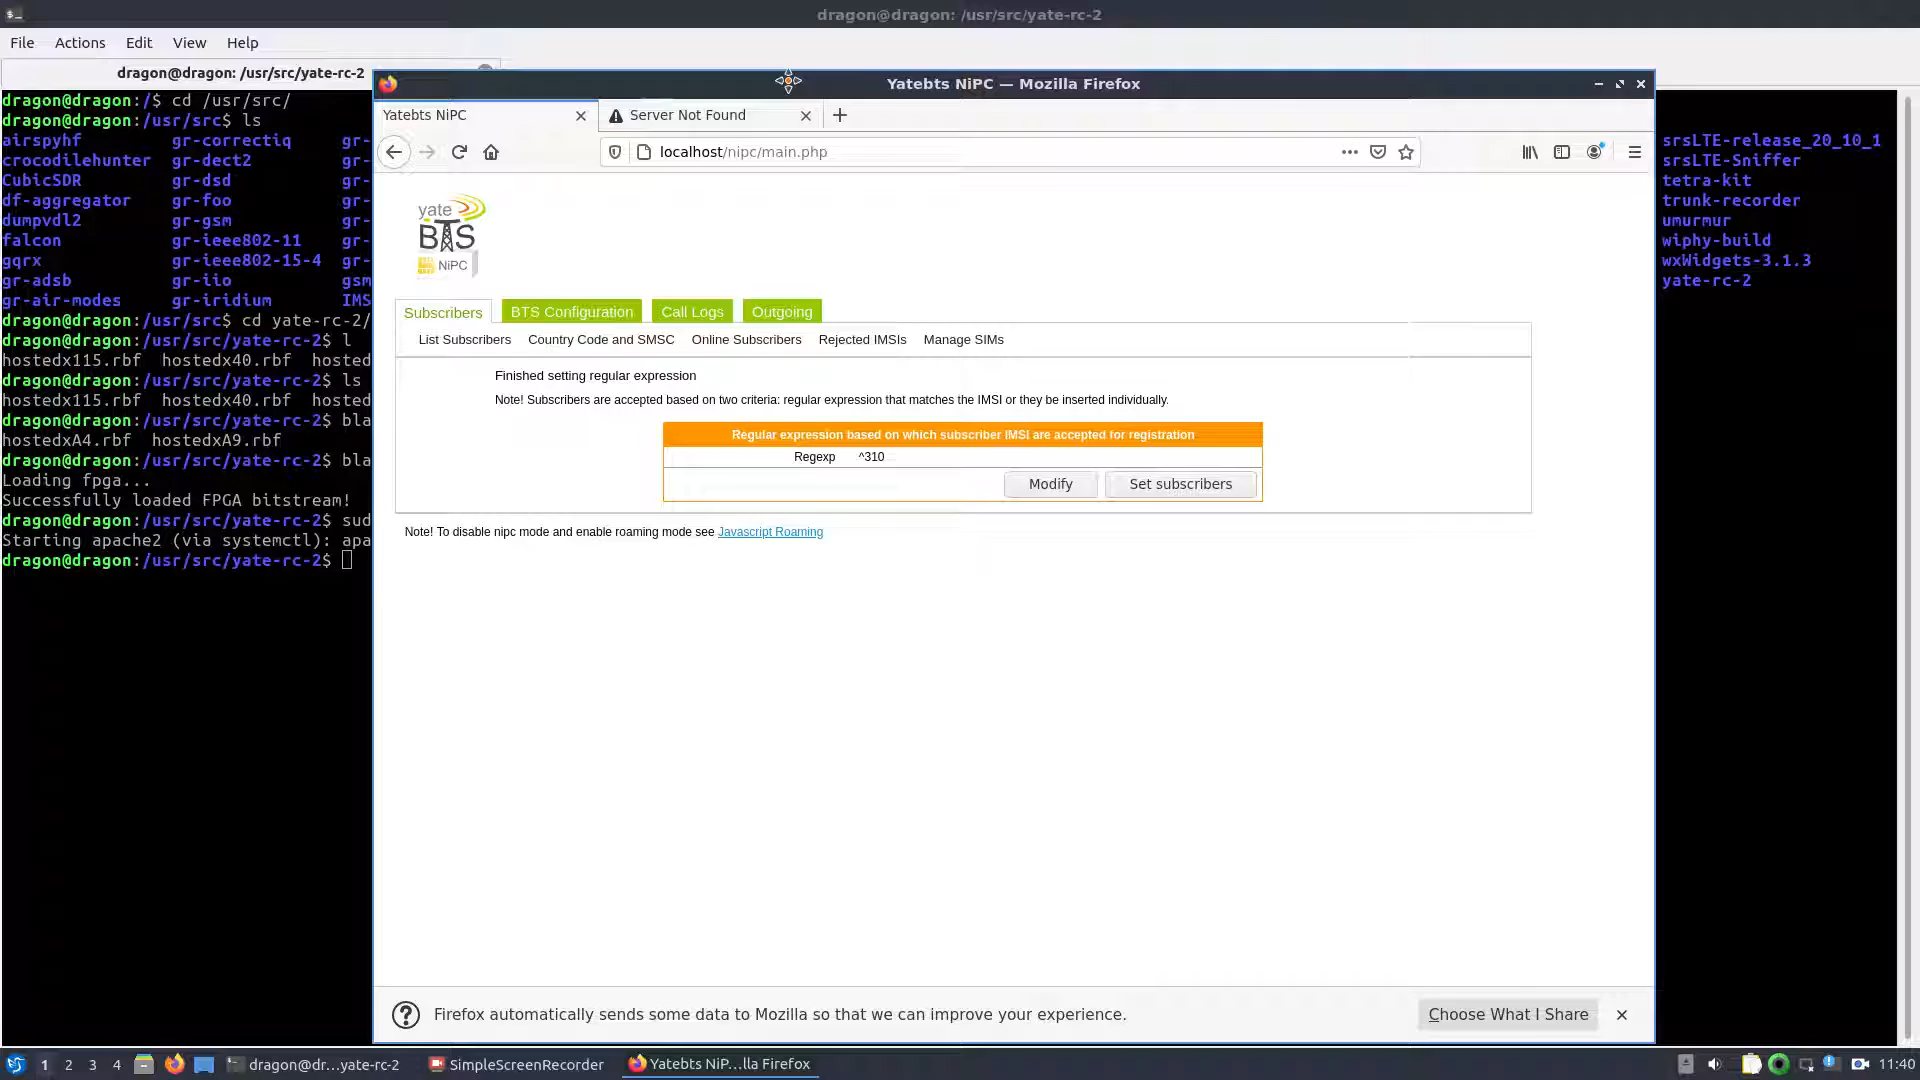 dragon@dragon: /usr/src/yate-rc-2
File Actions Edit View Help
dragon@dragon: /usr/src/yate-rc-2
dragon@dragon:/$ cd /usr/src/
dragon@dragon:/usr/src$ ls
airspyhf gr-correctiq gr-
crocodilehunter gr-dect2 gr-
CubicSDR gr-dsd gr-
df-aggregator gr-foo gr-
dumpvdl2 gr-gsm gr-
falcon gr-ieee802-11 gr-
gqrx gr-ieee802-15-4 gr-
gr-adsb gr-iio gsm
gr-air-modes gr-iridium IMS
dragon@dragon:/usr/src$ cd yate-rc-2/
dragon@dragon:/usr/src/yate-rc-2$ l
hostedx115.rbf hostedx40.rbf hosted
dragon@dragon:/usr/src/yate-rc-2$ ls
hostedx115.rbf hostedx40.rbf hosted
dragon@dragon:/usr/src/yate-rc-2$ bla
hostedxA4.rbf hostedxA9.rbf
dragon@dragon:/usr/src/yate-rc-2$ bla
Loading fpga...
Successfully loaded FPGA bitstream!
dragon@dragon:/usr/src/yate-rc-2$ sud
Starting apache2 (via systemctl): apa
dragon@dragon:/usr/src/yate-rc-2$
srsLTE-release_20_10_1
srsLTE-Sniffer
tetra-kit
trunk-recorder
umurmur
wiphy-build
wxWidgets-3.1.3
yate-rc-2
Yatebts NiPC — Mozilla Firefox
Yatebts NiPC Server Not Found
localhost/nipc/main.php
yate
BTS
NiPC
Subscribers BTS Configuration Call Logs Outgoing
List Subscribers Country Code and SMSC Online Subscribers Rejected IMSIs Manage SIMs
Finished setting regular expression
Note! Subscribers are accepted based on two criteria: regular expression that matches the IMSI or they be inserted individually.
Regular expression based on which subscriber IMSI are accepted for registration
Regexp ^310
Modify Set subscribers
Note! To disable nipc mode and enable roaming mode see Javascript Roaming
Firefox automatically sends some data to Mozilla so that we can improve your experience. Choose What I Share
1 2 3 4 dragon@dr...yate-rc-2 SimpleScreenRecorder Yatebts NiP...lla Firefox 11:40